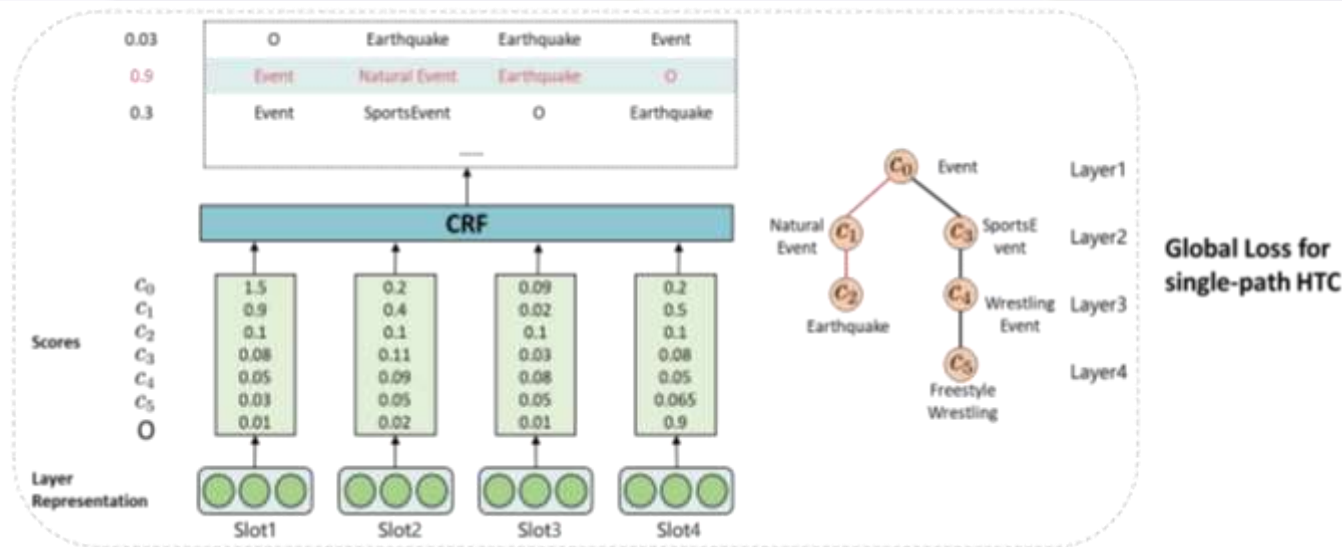 0.03 O Earthquake Earthquake Event
0.9 Event Natural Event Earthquake O
0.3 Event SportsEvent O Earthquake
......
CRF
Scores
c₀ 1.5 0.2 0.09 0.2
c₁ 0.9 0.4 0.02 0.5
c₂ 0.1 0.1 0.1 0.1
c₃ 0.08 0.11 0.03 0.08
c₄ 0.05 0.09 0.08 0.05
c₅ 0.03 0.05 0.05 0.065
O 0.01 0.02 0.01 0.9
Layer
Representation
Slot1 Slot2 Slot3 Slot4
c₀ Event Layer1
Natural
Event
c₁ c₃ SportsE
vent
Layer2
c₂ c₄ Wrestling
Event
Layer3
Earthquake
c₅ Layer4
Freestyle
Wrestling
Global Loss for
single-path HTC